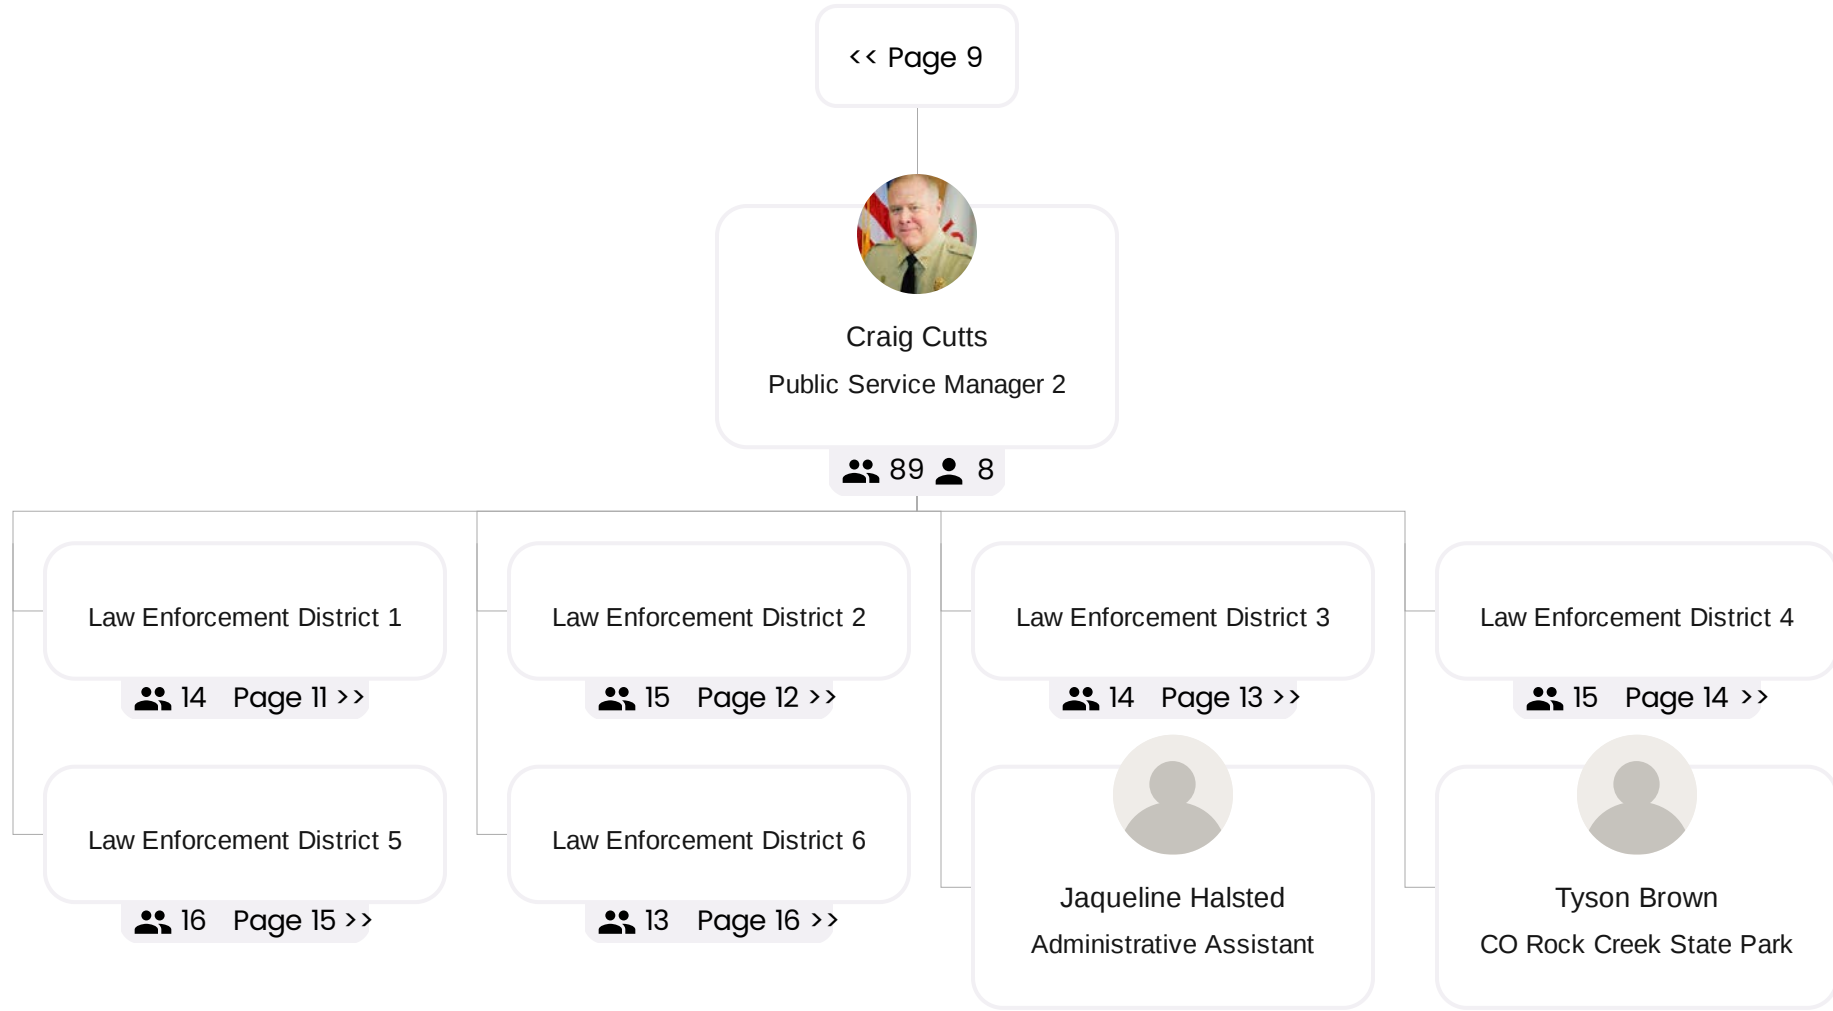 << Page 9
Craig Cutts
Public Service Manager 2
89 8
Law Enforcement District 1
14 Page 11 >>
Law Enforcement District 2
15 Page 12 >>
Law Enforcement District 3
14 Page 13 >>
Law Enforcement District 4
15 Page 14 >>
Law Enforcement District 5
16 Page 15 >>
Law Enforcement District 6
13 Page 16 >>
Jaqueline Halsted
Administrative Assistant
Tyson Brown
CO Rock Creek State Park